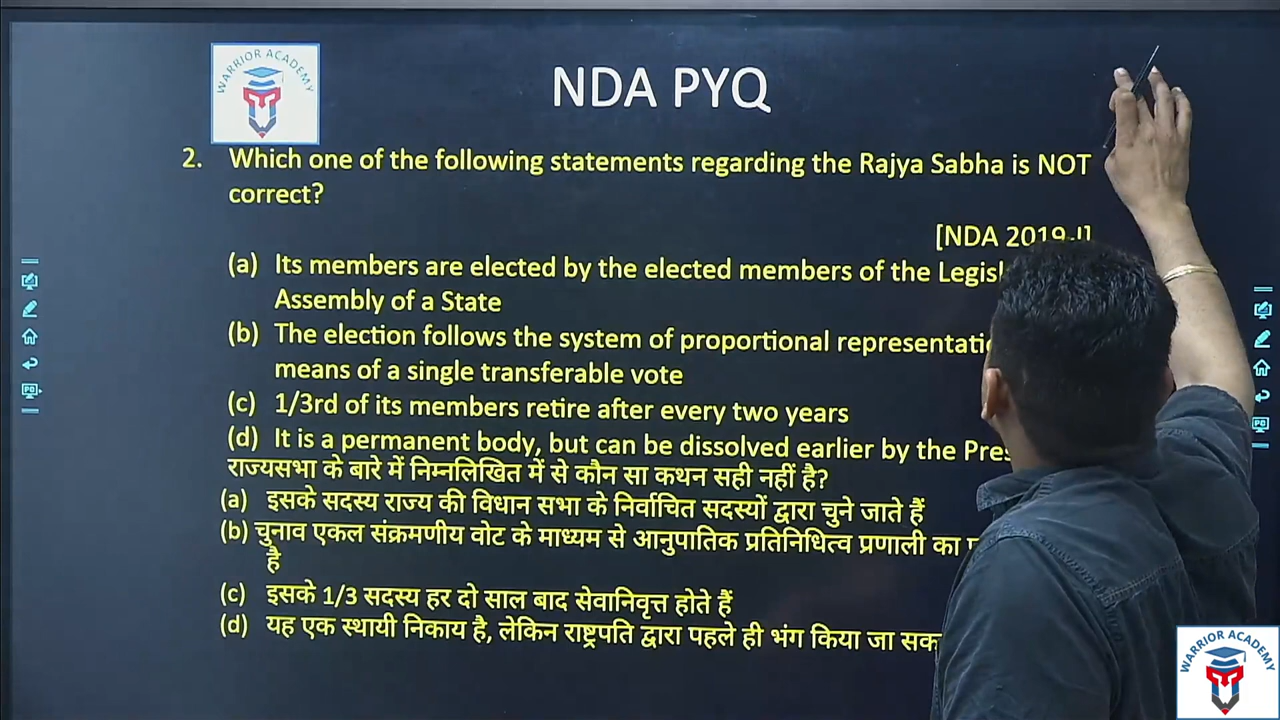 WARRIOR ACADEMY
NDA PYQ
2. Which one of the following statements regarding the Rajya Sabha is NOT
correct?
[NDA 2019-I]
(a) Its members are elected by the elected members of the
Assembly of a State
(b) The election follows the system of proportional
means of a single transferable vote
(c) 1/3rd of its members retire after every two years
(d) It is a permanent body, but can be dissolved earlier by the
राज्यसभा के बारे में निम्नलिखित में से कौन सा कथन सही नहीं है?
(a) इसके सदस्य राज्य की विधान सभा के निर्वाचित सदस्यों द्वारा चुने जाते हैं
(b) चुनाव एकल संक्रमणीय वोट के माध्यम से आनुपातिक प्रतिनिधित्व प्रणाली का
है
(c) इसके 1/3 सदस्य हर दो साल बाद सेवानिवृत्त होते हैं
(d) यह एक स्थायी निकाय है, लेकिन राष्ट्रपति द्वारा पहले ही भंग किया जा
WARRIOR ACADEMY